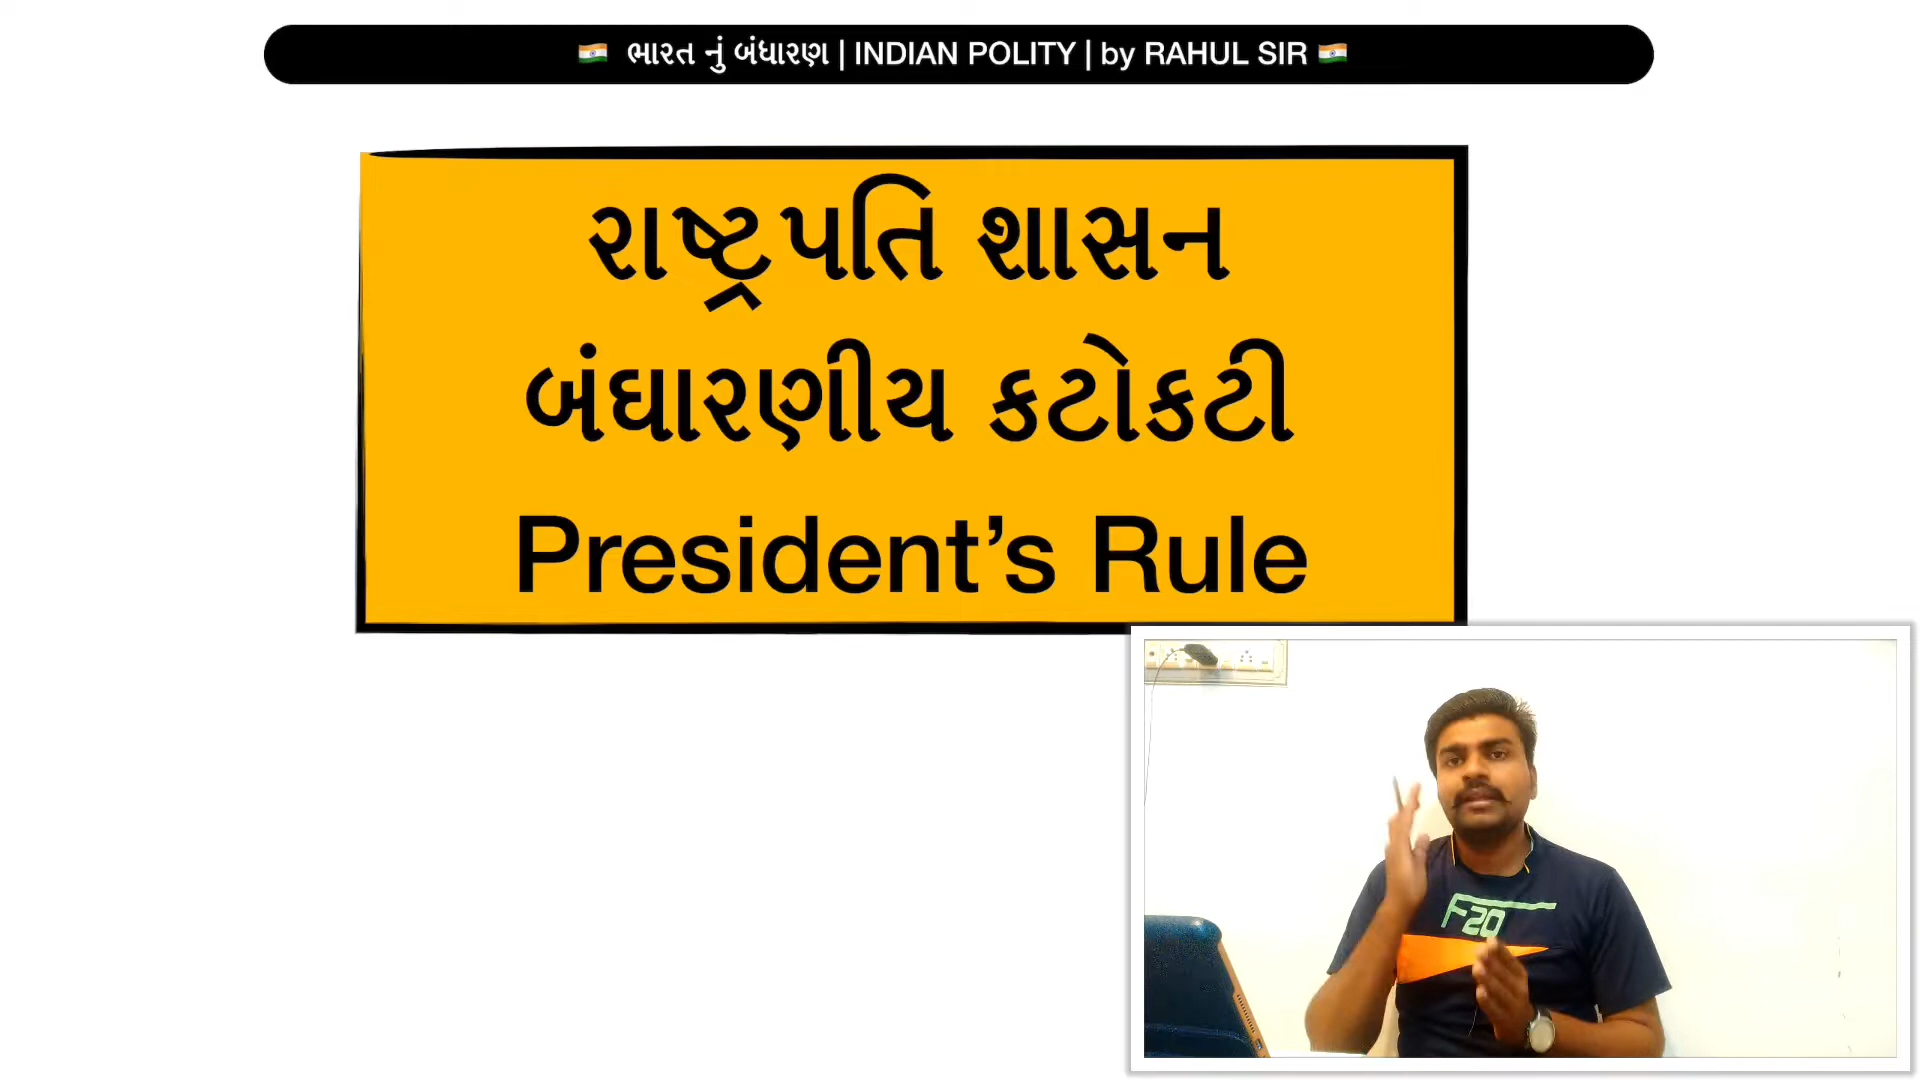 🇮🇳 ભારત નું બંધારણ | INDIAN POLITY | by RAHUL SIR 🇮🇳
રાષ્ટ્રપતિ શાસન
બંઘારણીય કટોકટી
President’s Rule
F20